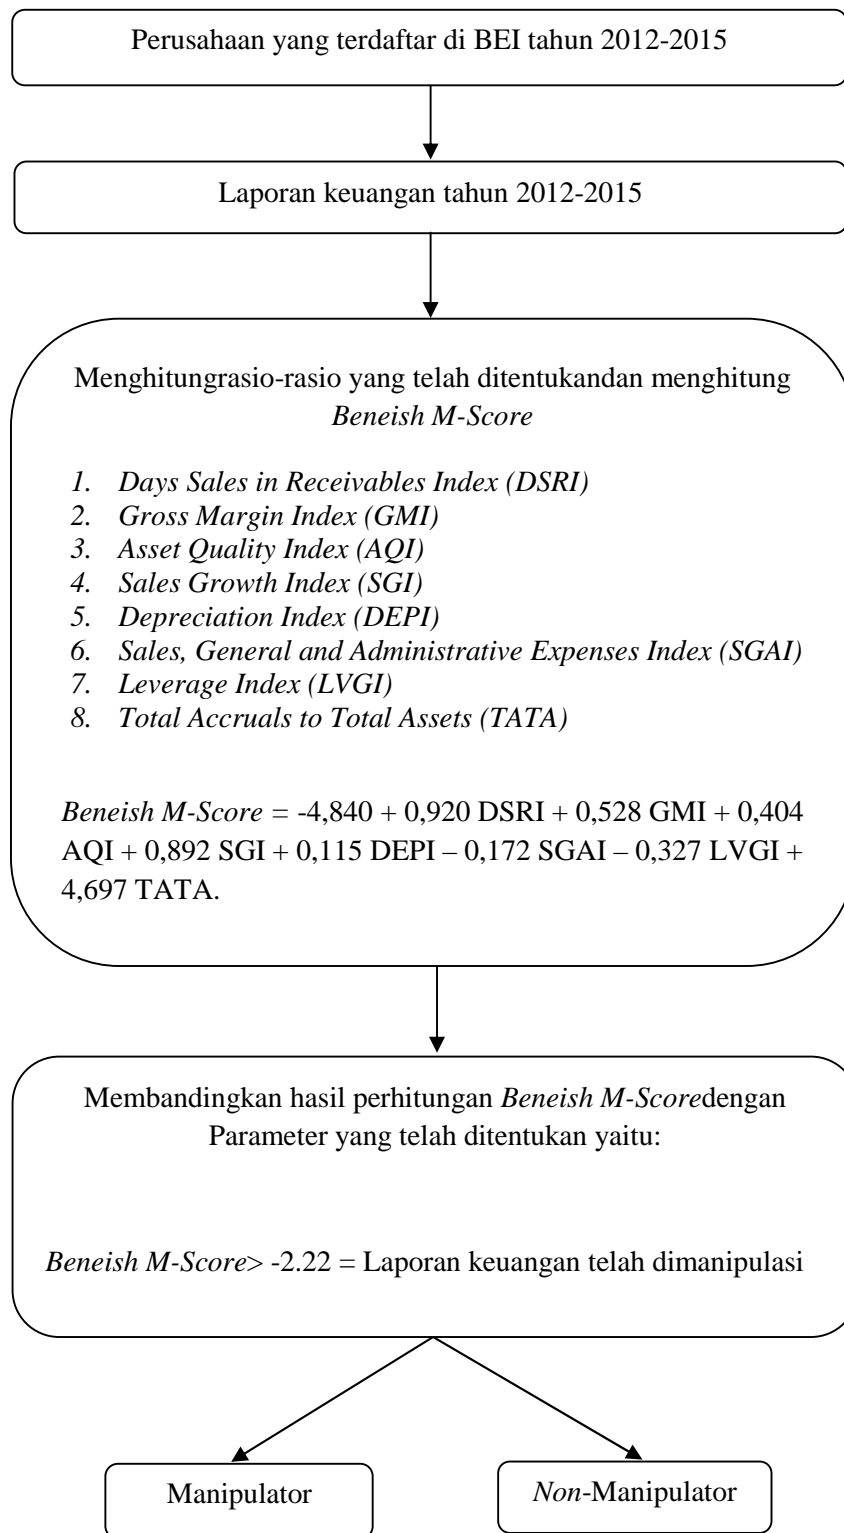 Perusahaan yang terdaftar di BEI tahun 2012-2015
Laporan keuangan tahun 2012-2015
Menghitungrasio-rasio yang telah ditentukandan menghitung
Beneish M-Score
1. Days Sales in Receivables Index (DSRI)
2. Gross Margin Index (GMI)
3. Asset Quality Index (AQI)
4. Sales Growth Index (SGI)
5. Depreciation Index (DEPI)
6. Sales, General and Administrative Expenses Index (SGAI)
7. Leverage Index (LVGI)
8. Total Accruals to Total Assets (TATA)
Beneish M-Score = -4,840 + 0,920 DSRI + 0,528 GMI + 0,404
AQI + 0,892 SGI + 0,115 DEPI – 0,172 SGAI – 0,327 LVGI +
4,697 TATA.
Membandingkan hasil perhitungan Beneish M-Scoredengan
Parameter yang telah ditentukan yaitu:
Beneish M-Score> -2.22 = Laporan keuangan telah dimanipulasi
Manipulator
Non-Manipulator